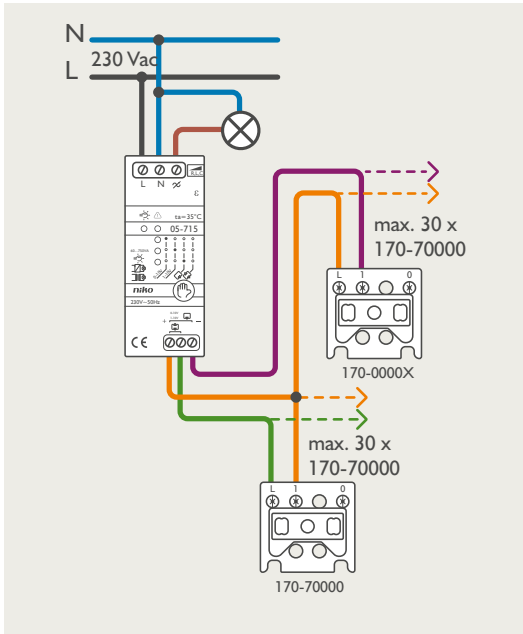 N
L 230 Vac
R,L,C
L N
ta=35°C
05-715
niko
230V~50Hz
+ −
CE
max. 30 x
170-70000
L 1 0
170-0000X
max. 30 x
170-70000
L 1 0
170-70000